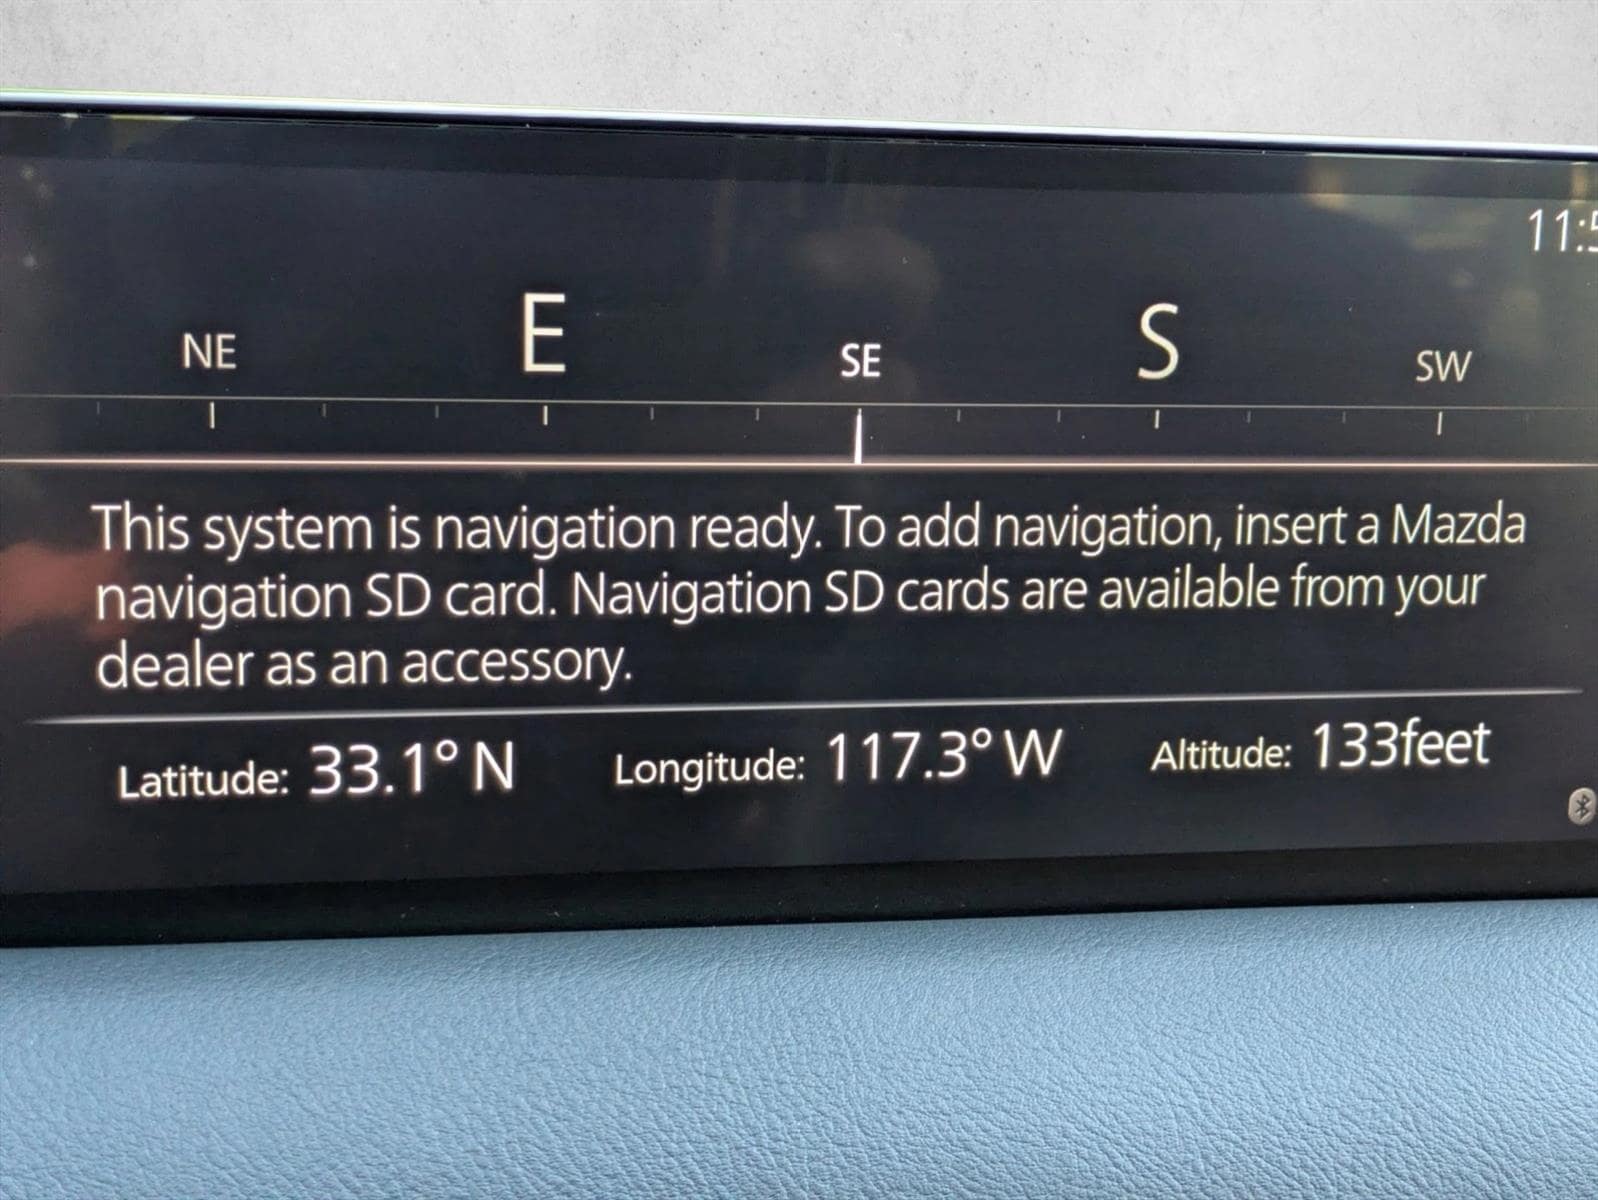 11:5
NE E SE S SW
This system is navigation ready. To add navigation, insert a Mazda
navigation SD card. Navigation SD cards are available from your
dealer as an accessory.
Latitude: 33.1° N Longitude: 117.3° W Altitude: 133feet